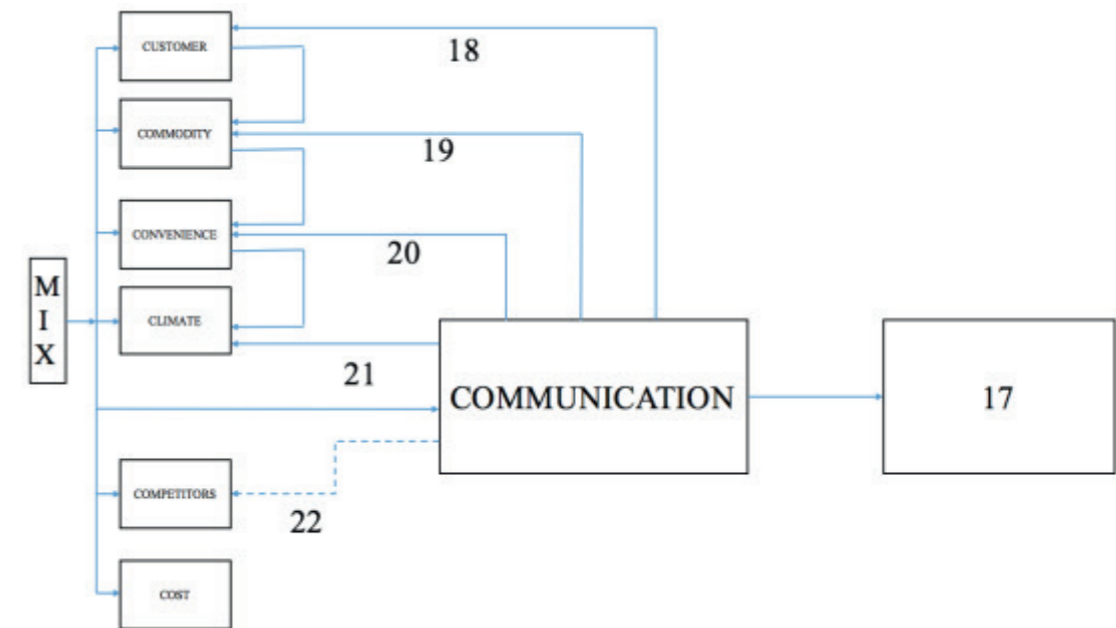 CUSTOMER
18
COMMODITY
19
CONVENIENCE
20
M
I
X
CLIMATE
21
COMMUNICATION
17
COMPETITORS
22
COST